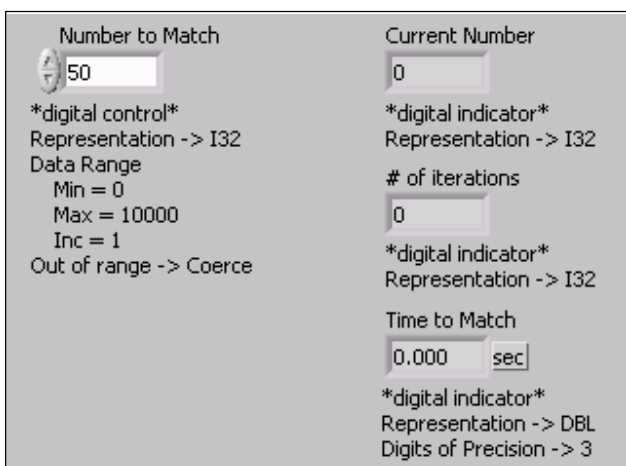 Number to Match
50
*digital control*
Representation -> I32
Data Range
Min = 0
Max = 10000
Inc = 1
Out of range -> Coerce
Current Number
0
*digital indicator*
Representation -> I32
# of iterations
0
*digital indicator*
Representation -> I32
Time to Match
0.000 sec
*digital indicator*
Representation -> DBL
Digits of Precision -> 3